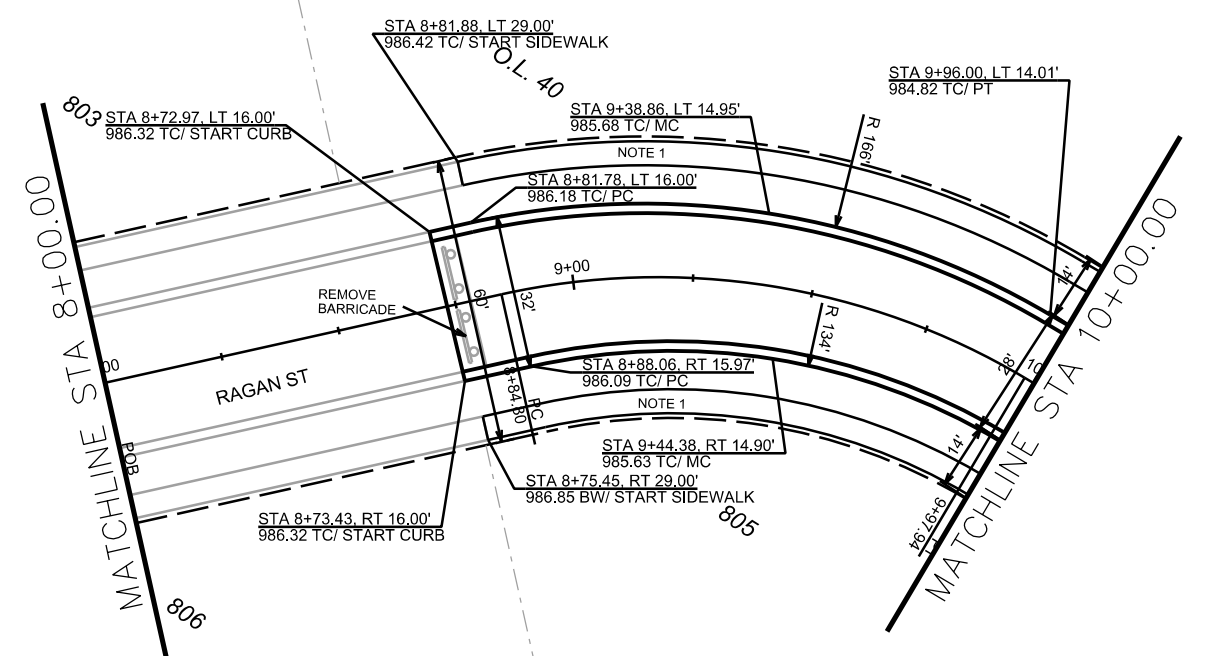 STA 8+81.88, LT 29.00'
986.42 TC/ START SIDEWALK
O.L. 40
STA 9+96.00, LT 14.01'
984.82 TC/ PT
803
STA 8+72.97, LT 16.00'
986.32 TC/ START CURB
STA 9+38.86, LT 14.95'
985.68 TC/ MC
R 166'
NOTE 1
STA 8+81.78, LT 16.00'
986.18 TC/ PC
MATCHLINE STA 8+00.00
9+00
14'
REMOVE
BARRICADE
60'
32'
R 134'
28'
00
10
RAGAN ST
STA 8+88.06, RT 15.97'
986.09 TC/ PC
8+84.80
PC
NOTE 1
14'
MATCHLINE STA 10+00.00
POB
STA 9+44.38, RT 14.90'
985.63 TC/ MC
STA 8+75.45, RT 29.00'
986.85 BW/ START SIDEWALK
9+97.94
STA 8+73.43, RT 16.00'
986.32 TC/ START CURB
805
806